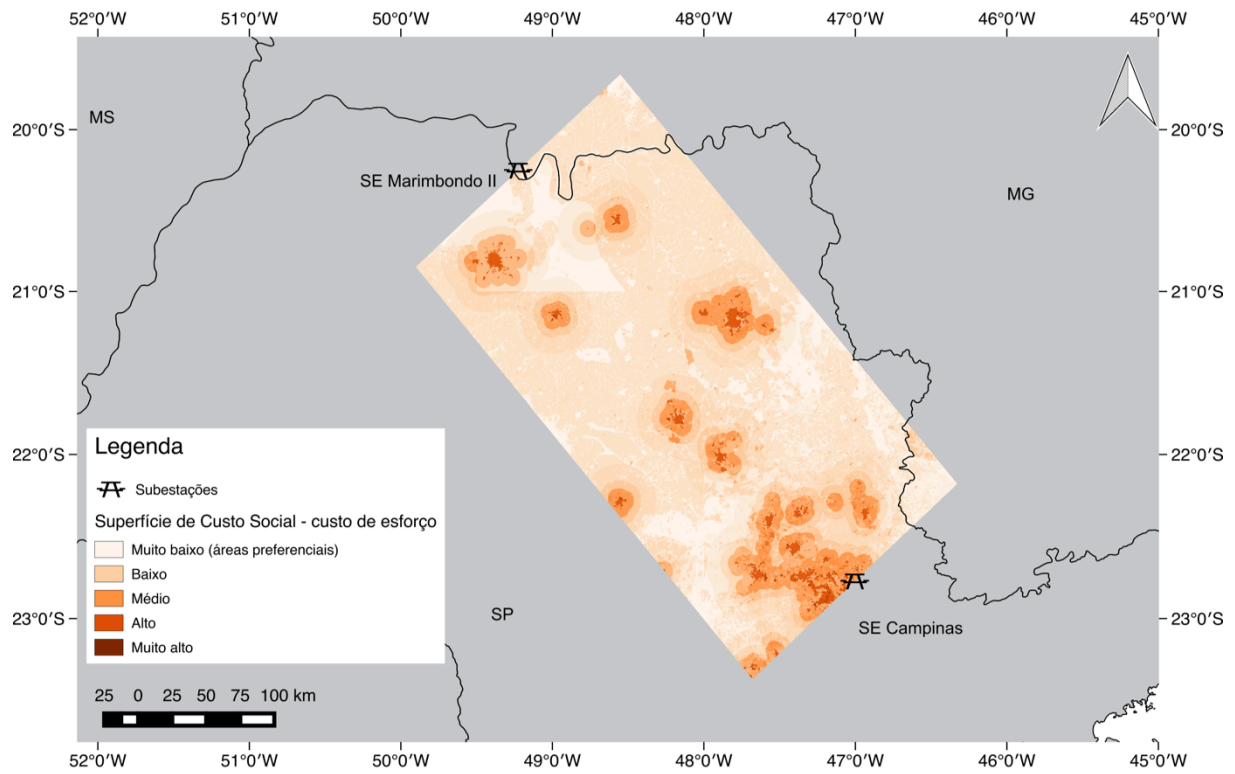 52°0'W 51°0'W 50°0'W 49°0'W 48°0'W 47°0'W 46°0'W 45°0'W
MS
20°0'S 20°0'S
SE Marimbondo II
MG
21°0'S 21°0'S
22°0'S 22°0'S
Legenda
Subestações
Superfície de Custo Social - custo de esforço
Muito baixo (áreas preferenciais)
Baixo
Médio
Alto
Muito alto
23°0'S 23°0'S
SP
SE Campinas
25 0 25 50 75 100 km
52°0'W 51°0'W 50°0'W 49°0'W 48°0'W 47°0'W 46°0'W 45°0'W